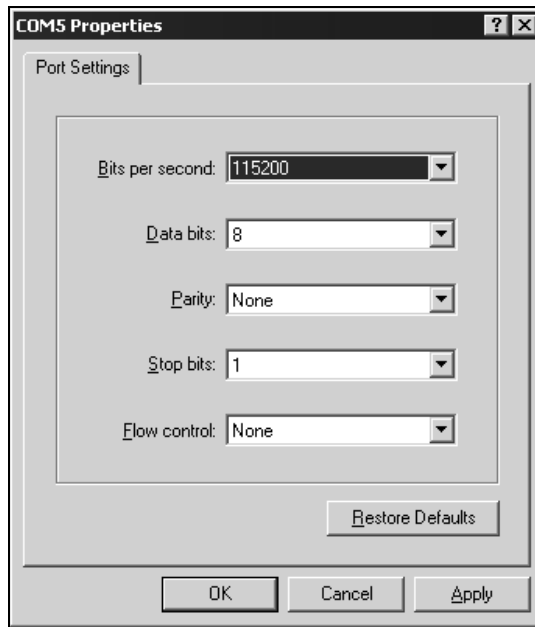 COM5 Properties
Port Settings
Bits per second: 115200
Data bits: 8
Parity: None
Stop bits: 1
Flow control: None
Restore Defaults
OK Cancel Apply